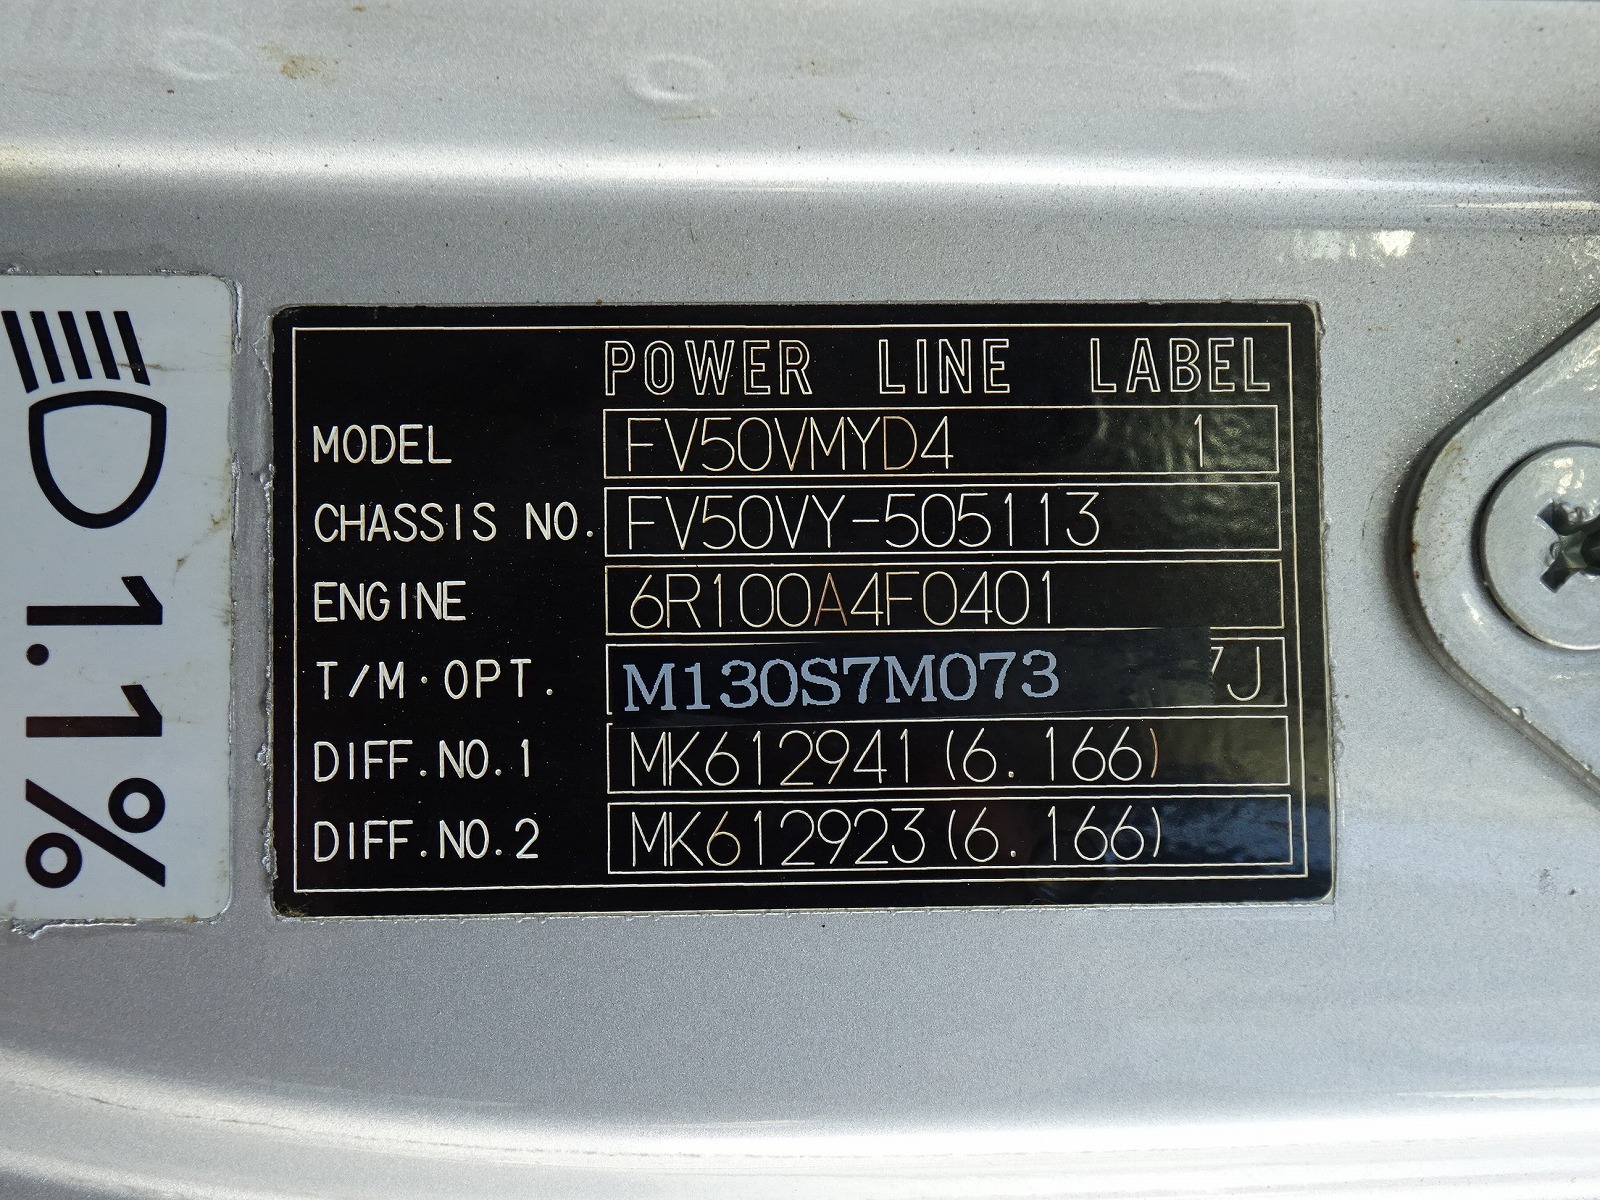 POWER LINE LABEL
MODEL FV50VMYD4 1
CHASSIS NO. FV50VY-505113
ENGINE 6R100A4F0401
T/M·OPT. M130S7M073 7J
DIFF.NO.1 MK612941(6.166)
DIFF.NO.2 MK612923(6.166)
1.1%